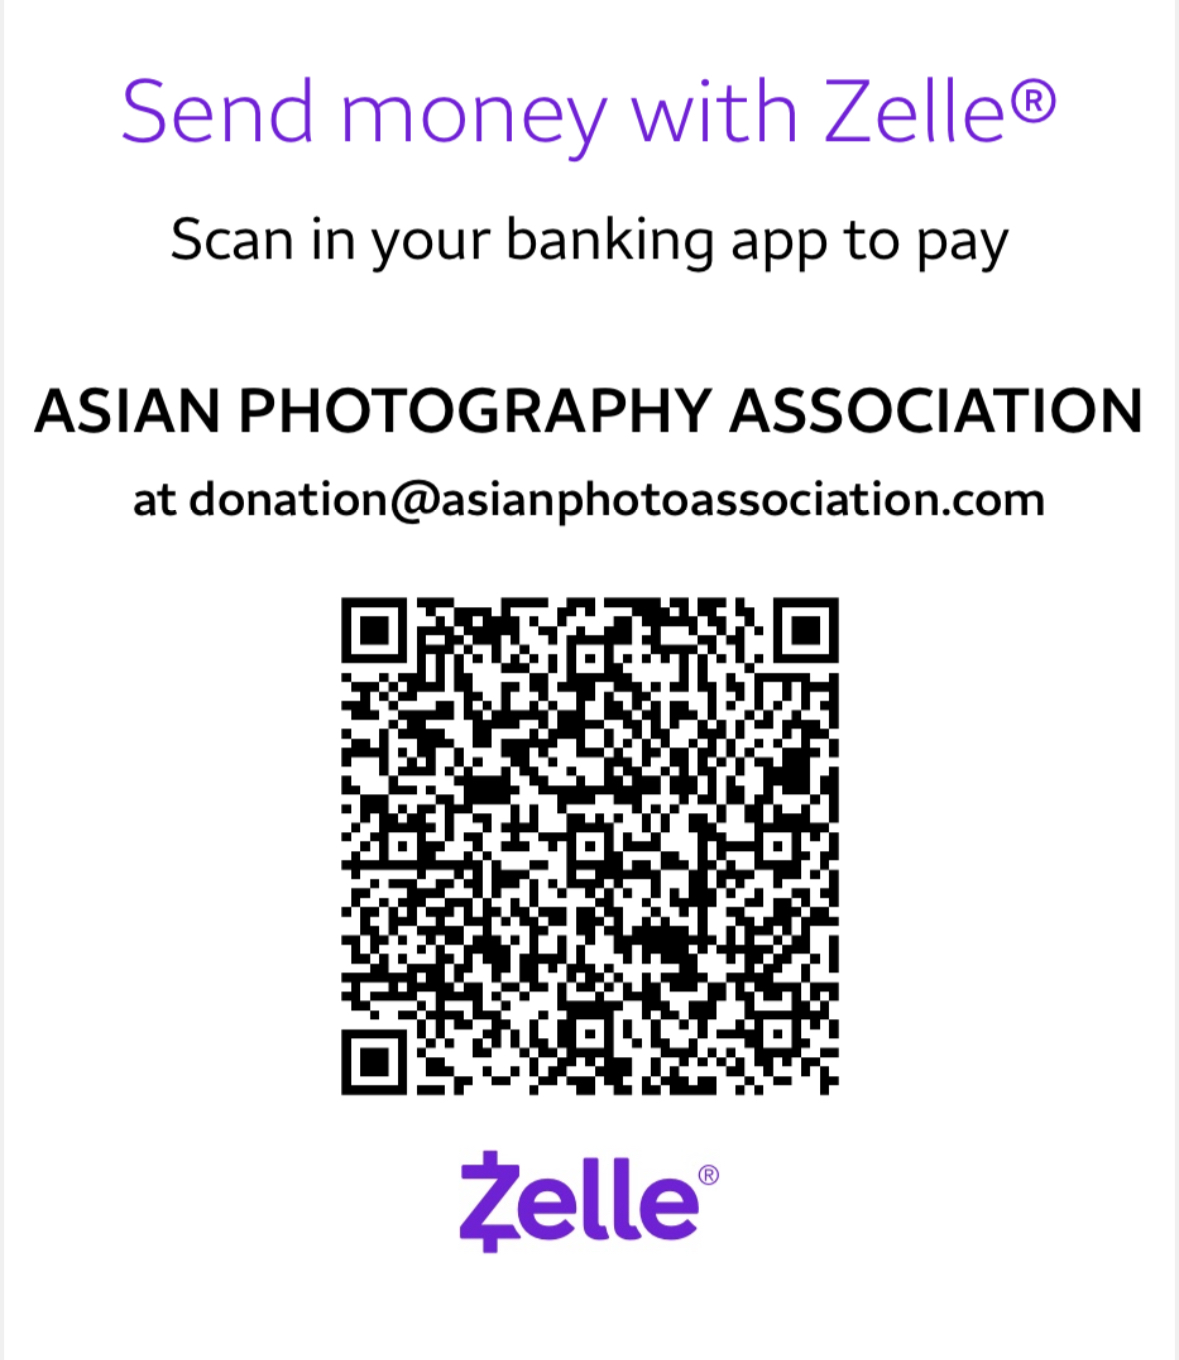 Send money with Zelle®
Scan in your banking app to pay
ASIAN PHOTOGRAPHY ASSOCIATION
at donation@asianphotoassociation.com
Zelle®